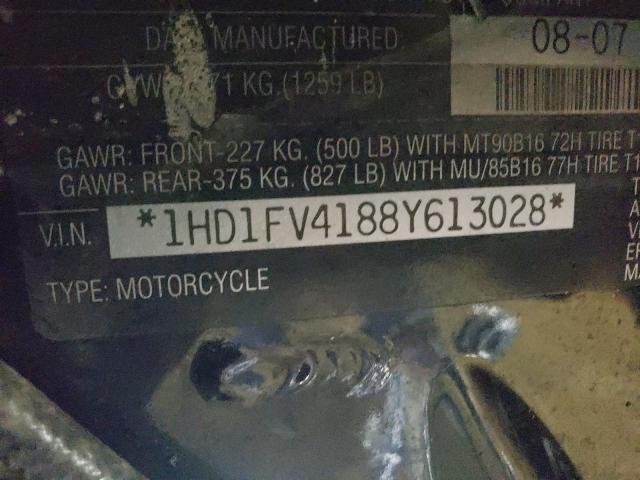 DATE MANUFACTURED 08-07
71 KG.(1259 LB)
GAWR: FRONT-227 KG. (500 LB) WITH MT90B16 72H TIRE
GAWR: REAR-375 KG. (827 LB) WITH MU/85B16 77H TIRE
V.I.N. *1HD1FV4188Y613028*
TYPE: MOTORCYCLE